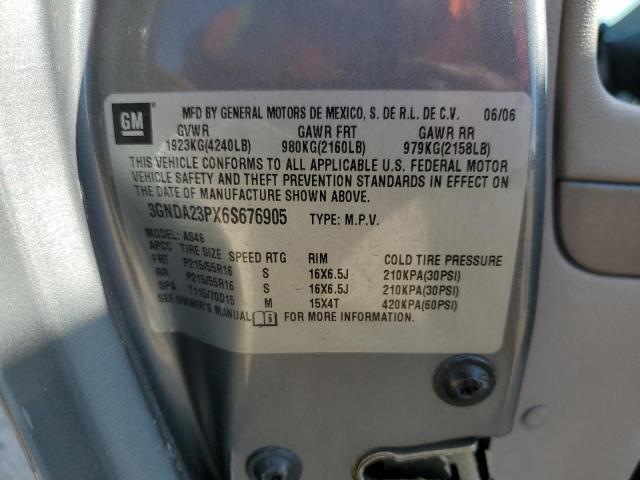 GM
MFD BY GENERAL MOTORS DE MEXICO, S. DE R.L. DE C.V. 06/06
GVWR GAWR FRT GAWR RR
1923KG(4240LB) 980KG(2160LB) 979KG(2158LB)
THIS VEHICLE CONFORMS TO ALL APPLICABLE U.S. FEDERAL MOTOR
VEHICLE SAFETY AND THEFT PREVENTION STANDARDS IN EFFECT ON
THE DATE OF MANUFACTURE SHOWN ABOVE.
3GNDA23PX6S676905 TYPE: M.P.V.
MODEL: AS46
APCC TIRE SIZE SPEED RTG RIM COLD TIRE PRESSURE
FRT P215/55R16 S 16X6.5J 210KPA(30PSI)
RR P215/55R16 S 16X6.5J 210KPA(30PSI)
SPA T115/70D15 M 15X4T 420KPA(60PSI)
SEE OWNER'S MANUAL FOR MORE INFORMATION.